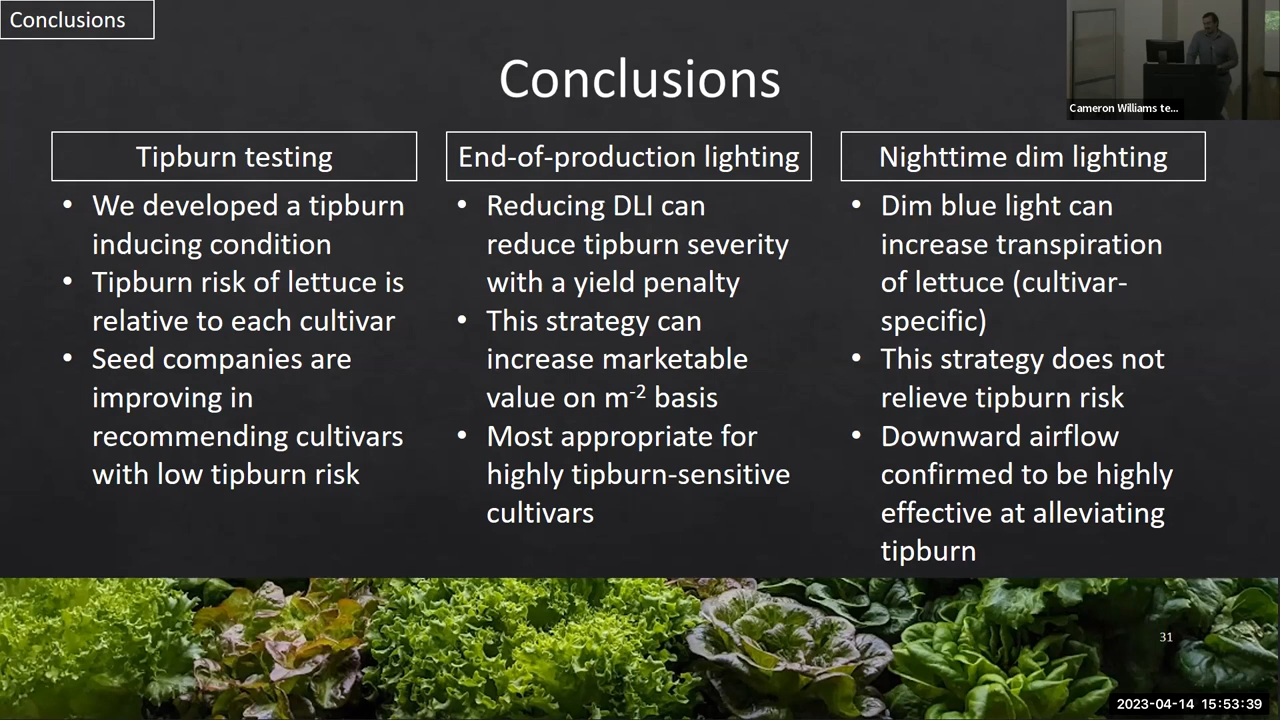 Conclusions
Conclusions
Cameron Williams te...
Tipburn testing
• We developed a tipburn
inducing condition
• Tipburn risk of lettuce is
relative to each cultivar
• Seed companies are
improving in
recommending cultivars
with low tipburn risk
End-of-production lighting
• Reducing DLI can
reduce tipburn severity
with a yield penalty
• This strategy can
increase marketable
value on m⁻² basis
• Most appropriate for
highly tipburn-sensitive
cultivars
Nighttime dim lighting
• Dim blue light can
increase transpiration
of lettuce (cultivar-
specific)
• This strategy does not
relieve tipburn risk
• Downward airflow
confirmed to be highly
effective at alleviating
tipburn
31
2023-04-14 15:53:39